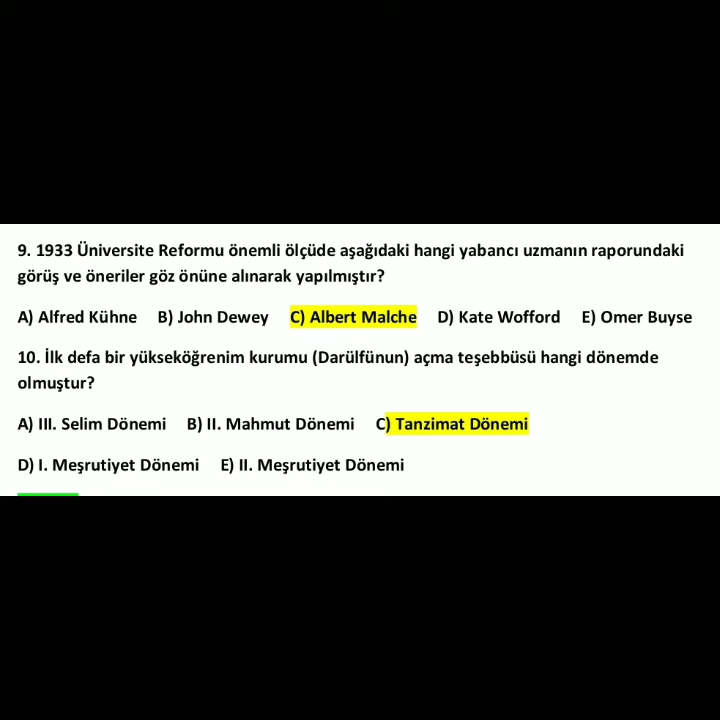 9. 1933 Üniversite Reformu önemli ölçüde aşağıdaki hangi yabancı uzmanın raporundaki
görüş ve öneriler göz önüne alınarak yapılmıştır?
A) Alfred Kühne B) John Dewey C) Albert Malche D) Kate Wofford E) Omer Buyse
10. İlk defa bir yükseköğrenim kurumu (Darülfünun) açma teşebbüsü hangi dönemde
olmuştur?
A) III. Selim Dönemi B) II. Mahmut Dönemi C) Tanzimat Dönemi
D) I. Meşrutiyet Dönemi E) II. Meşrutiyet Dönemi